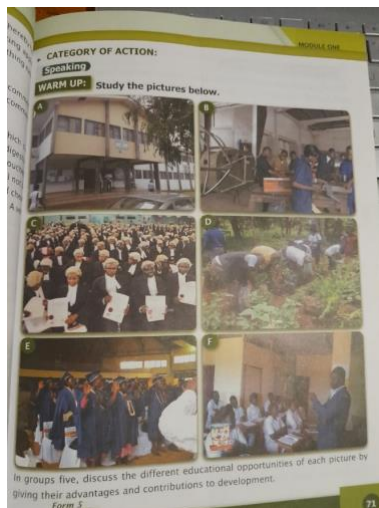 MODULE ONE
CATEGORY OF ACTION:
Speaking
WARM UP: Study the pictures below.
A
B
C
D
E
F
In groups five, discuss the different educational opportunities of each picture by
giving their advantages and contributions to development.
Form 5
71